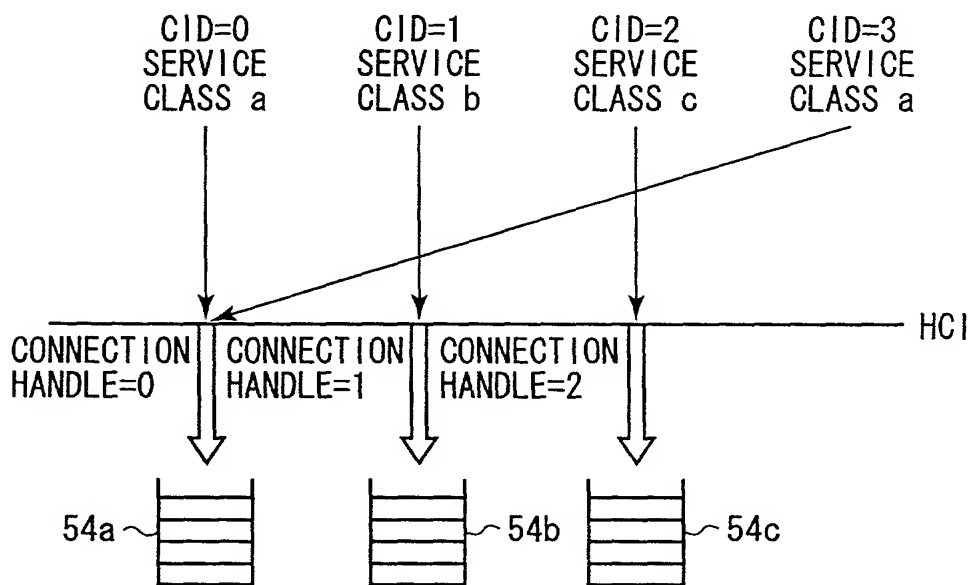 CID=0
SERVICE
CLASS a
CID=1
SERVICE
CLASS b
CID=2
SERVICE
CLASS c
CID=3
SERVICE
CLASS a
HCI
CONNECTION
HANDLE=0
CONNECTION
HANDLE=1
CONNECTION
HANDLE=2
54a
54b
54c